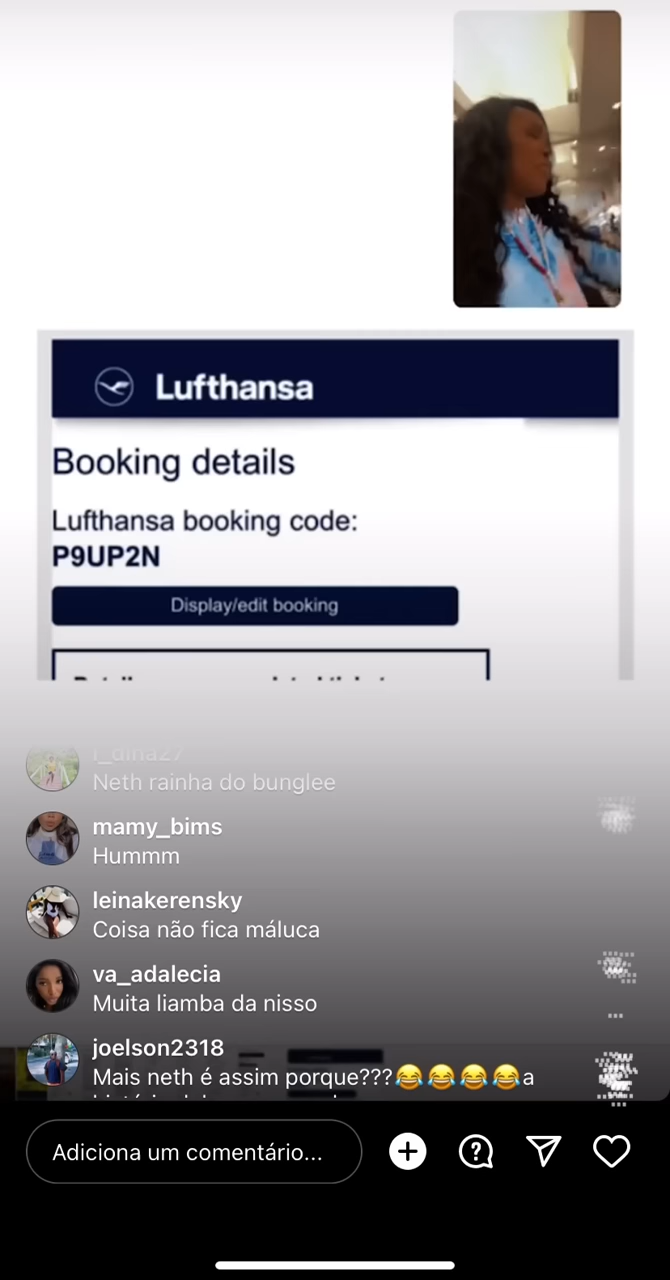 Lufthansa
Booking details
Lufthansa booking code:
P9UP2N
Display/edit booking
l_dina27
Neth rainha do bunglee
mamy_bims
Hummm
leinakerensky
Coisa não fica máluca
va_adalecia
Muita liamba da nisso
joelson2318
Mais neth é assim porque???😂😂😂😂a
Adiciona um comentário...